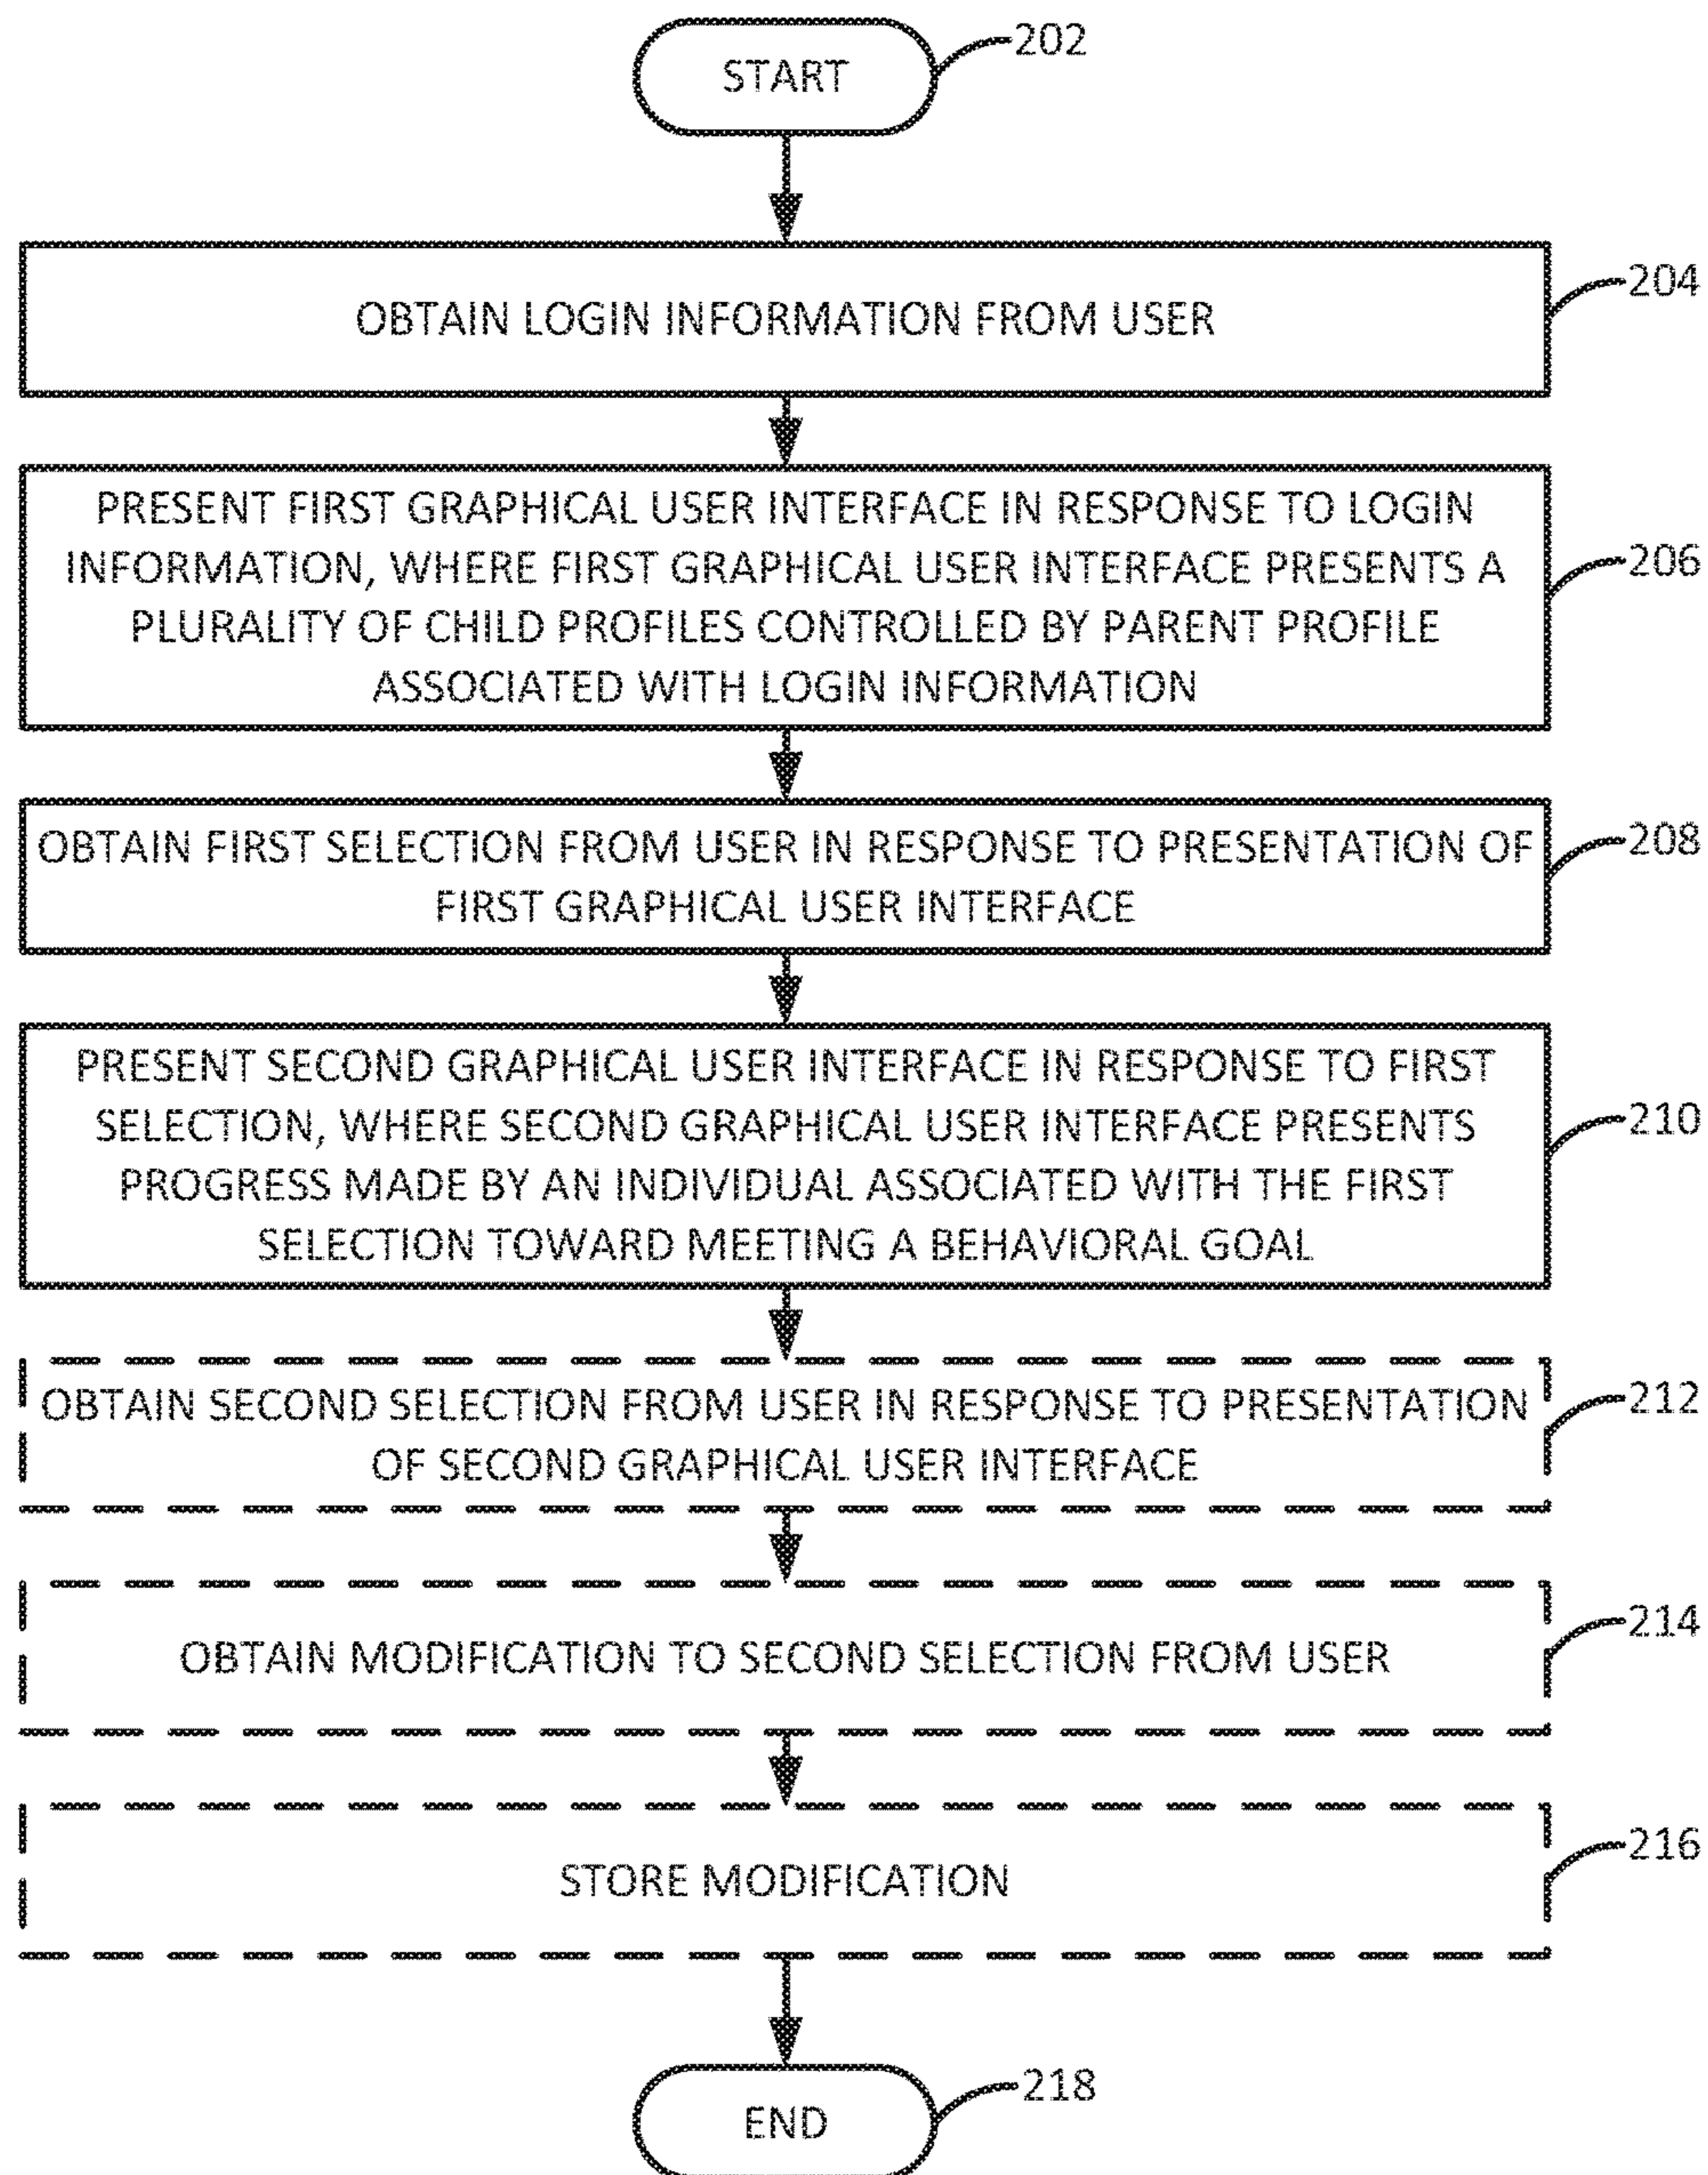 START
202
OBTAIN LOGIN INFORMATION FROM USER
204
PRESENT FIRST GRAPHICAL USER INTERFACE IN RESPONSE TO LOGIN
INFORMATION, WHERE FIRST GRAPHICAL USER INTERFACE PRESENTS A
PLURALITY OF CHILD PROFILES CONTROLLED BY PARENT PROFILE
ASSOCIATED WITH LOGIN INFORMATION
206
OBTAIN FIRST SELECTION FROM USER IN RESPONSE TO PRESENTATION OF
FIRST GRAPHICAL USER INTERFACE
208
PRESENT SECOND GRAPHICAL USER INTERFACE IN RESPONSE TO FIRST
SELECTION, WHERE SECOND GRAPHICAL USER INTERFACE PRESENTS
PROGRESS MADE BY AN INDIVIDUAL ASSOCIATED WITH THE FIRST
SELECTION TOWARD MEETING A BEHAVIORAL GOAL
210
OBTAIN SECOND SELECTION FROM USER IN RESPONSE TO PRESENTATION
OF SECOND GRAPHICAL USER INTERFACE
212
OBTAIN MODIFICATION TO SECOND SELECTION FROM USER
214
STORE MODIFICATION
216
END
218